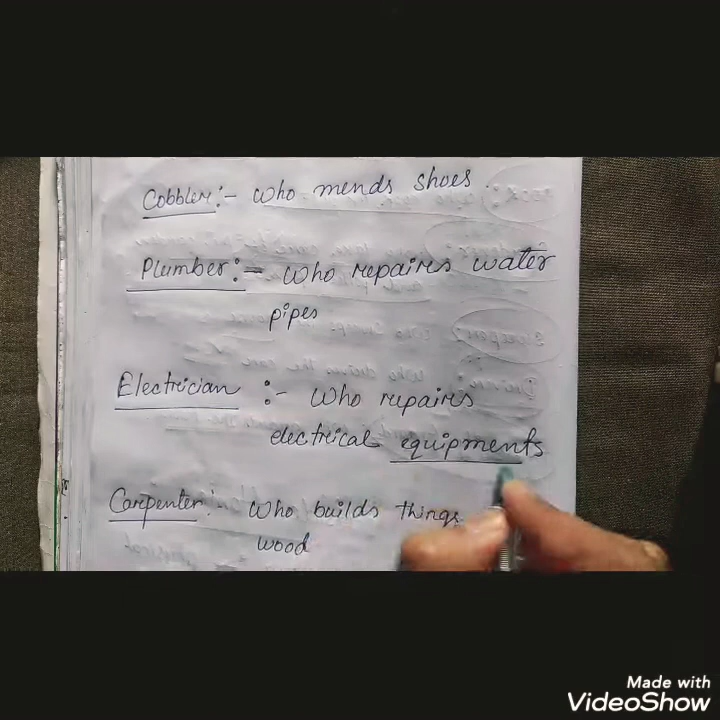 Cobbler:- Who mends shoes.
Plumber:- Who repairs water
pipes
Electrician :- Who repairs
electrical equipments
Carpenter:- Who builds things
wood
Made with
VideoShow